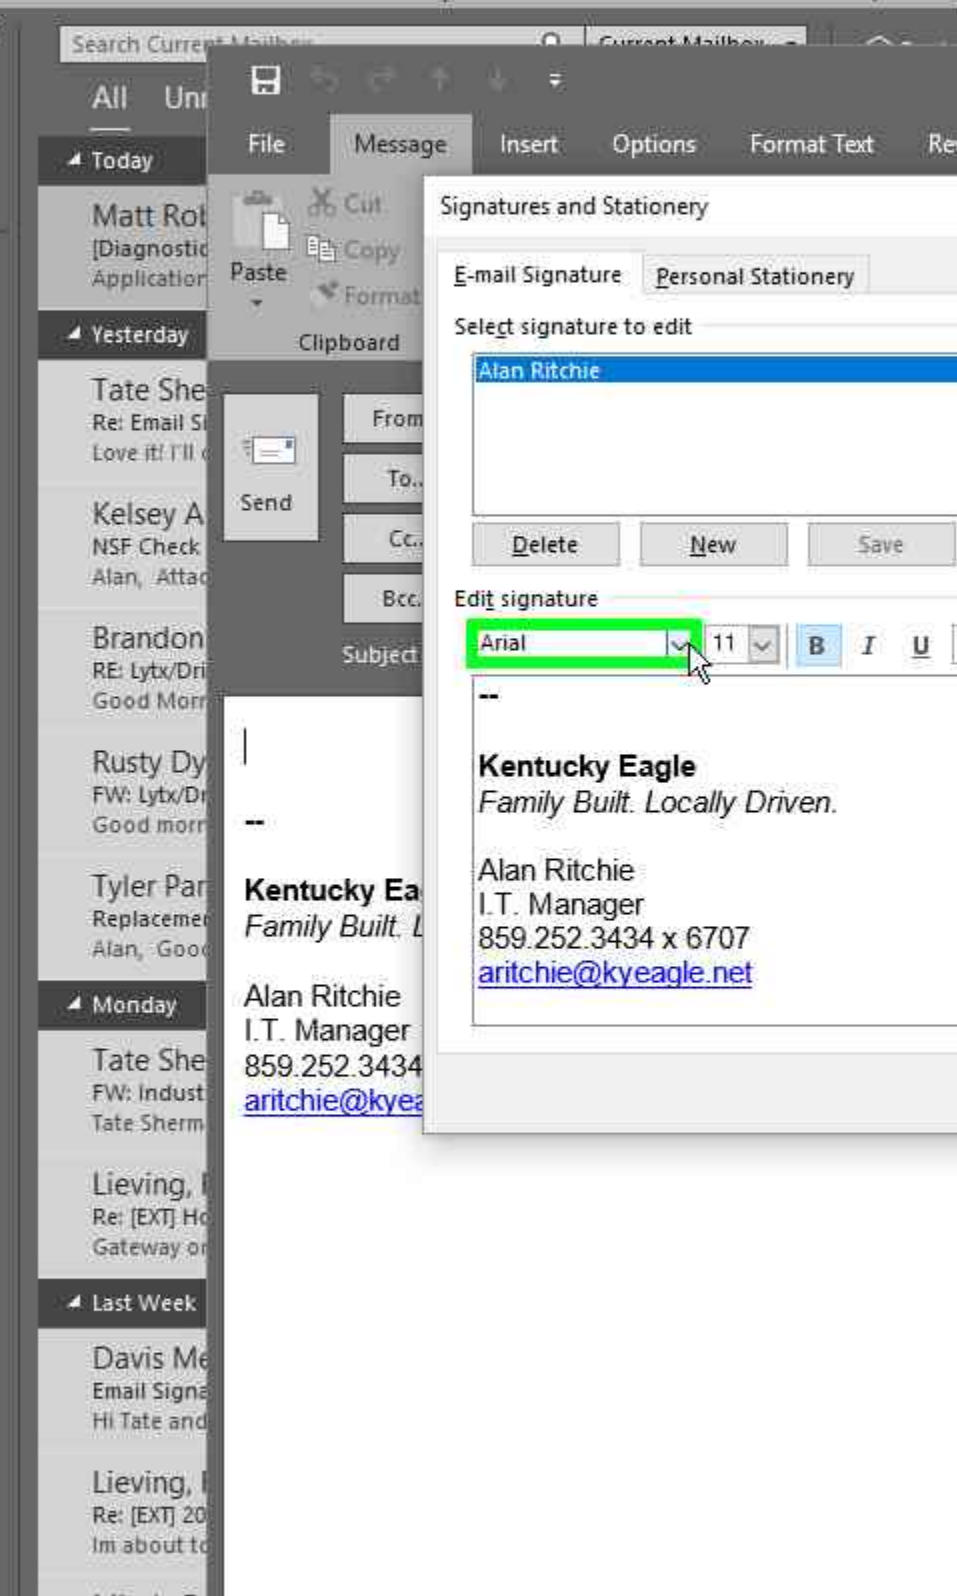 Search Current Mailbox
Current Mailbox
All
File
Message
Insert
Options
Format Text
Today
Matt
[Diagnostic
Application
Yesterday
Tate She
Re: Email
Love it! I'll
Kelsey A
NSF Check
Alan, Attac
Brandon
RE: Lytx/Dri
Good Morn
Rusty Dy
FW: Lytx/Dr
Good morn
Tyler Par
Replacemen
Alan, Good
Monday
Tate She
FW: Indust
Tate Sherm
Lieving,
Re: [EXT] Ho
Gateway or
Last Week
Davis Me
Email Signa
Hi Tate and
Lieving,
Re: [EXT] 20
Im about to
Paste
Cut
Copy
Format
Clipboard
Send
From
To..
Cc..
Bcc.
Subject
--
Kentucky Ea
Family Built. L
Alan Ritchie
I.T. Manager
859.252.3434
aritchie@kyea
Signatures and Stationery
E-mail Signature
Personal Stationery
Select signature to edit
Alan Ritchie
Delete
New
Save
Edit signature
Arial
11
B
I
U
--
Kentucky Eagle
Family Built. Locally Driven.
Alan Ritchie
I.T. Manager
859.252.3434 x 6707
aritchie@kyeagle.net